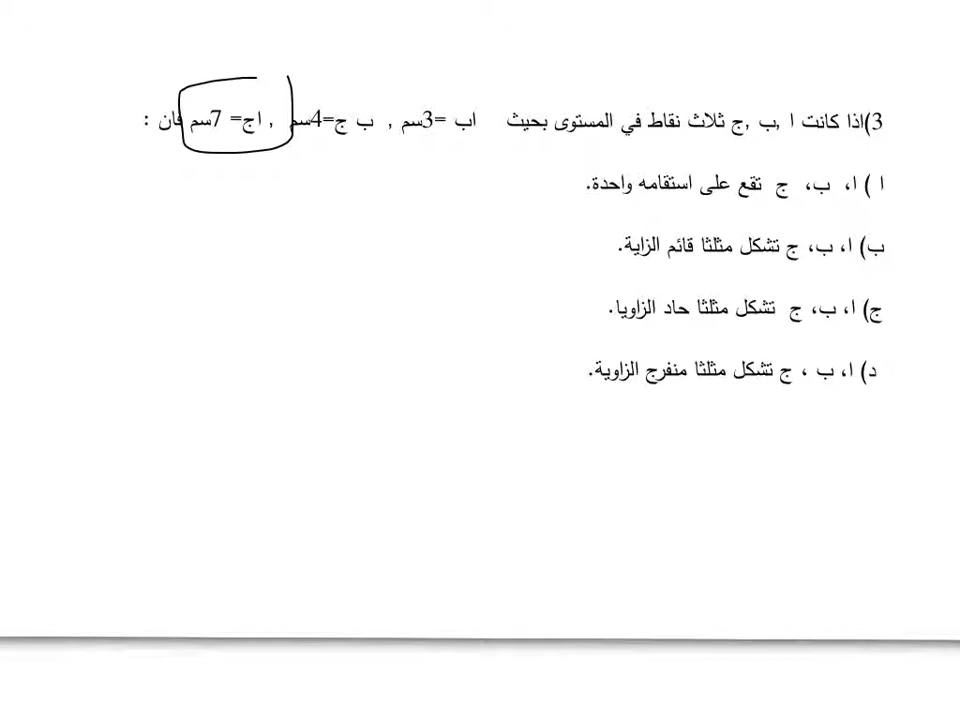 3)اذا كانت ا ,ب ,ج ثلاث نقاط في المستوى بحيث اب =3سم , ب ج=4سم , اج= 7سم فان :
ا ) ا، ب، ج تقع على استقامه واحدة.
ب) ا، ب، ج تشكل مثلثا قائم الزاية.
ج) ا، ب، ج تشكل مثلثا حاد الزاويا.
د) ا، ب ، ج تشكل مثلثا منفرج الزاوية.